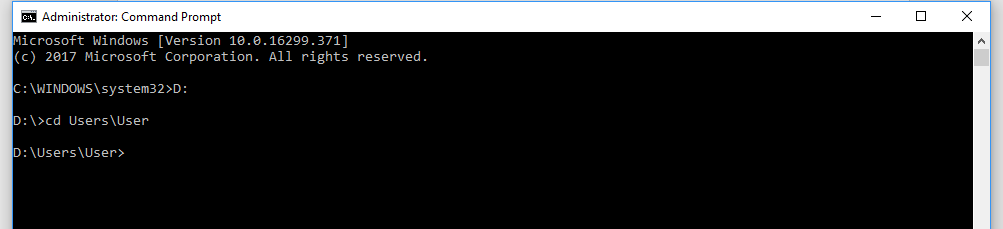 Administrator: Command Prompt
Microsoft Windows [Version 10.0.16299.371]
(c) 2017 Microsoft Corporation. All rights reserved.
C:\WINDOWS\system32>D:
D:\>cd Users\User
D:\Users\User>